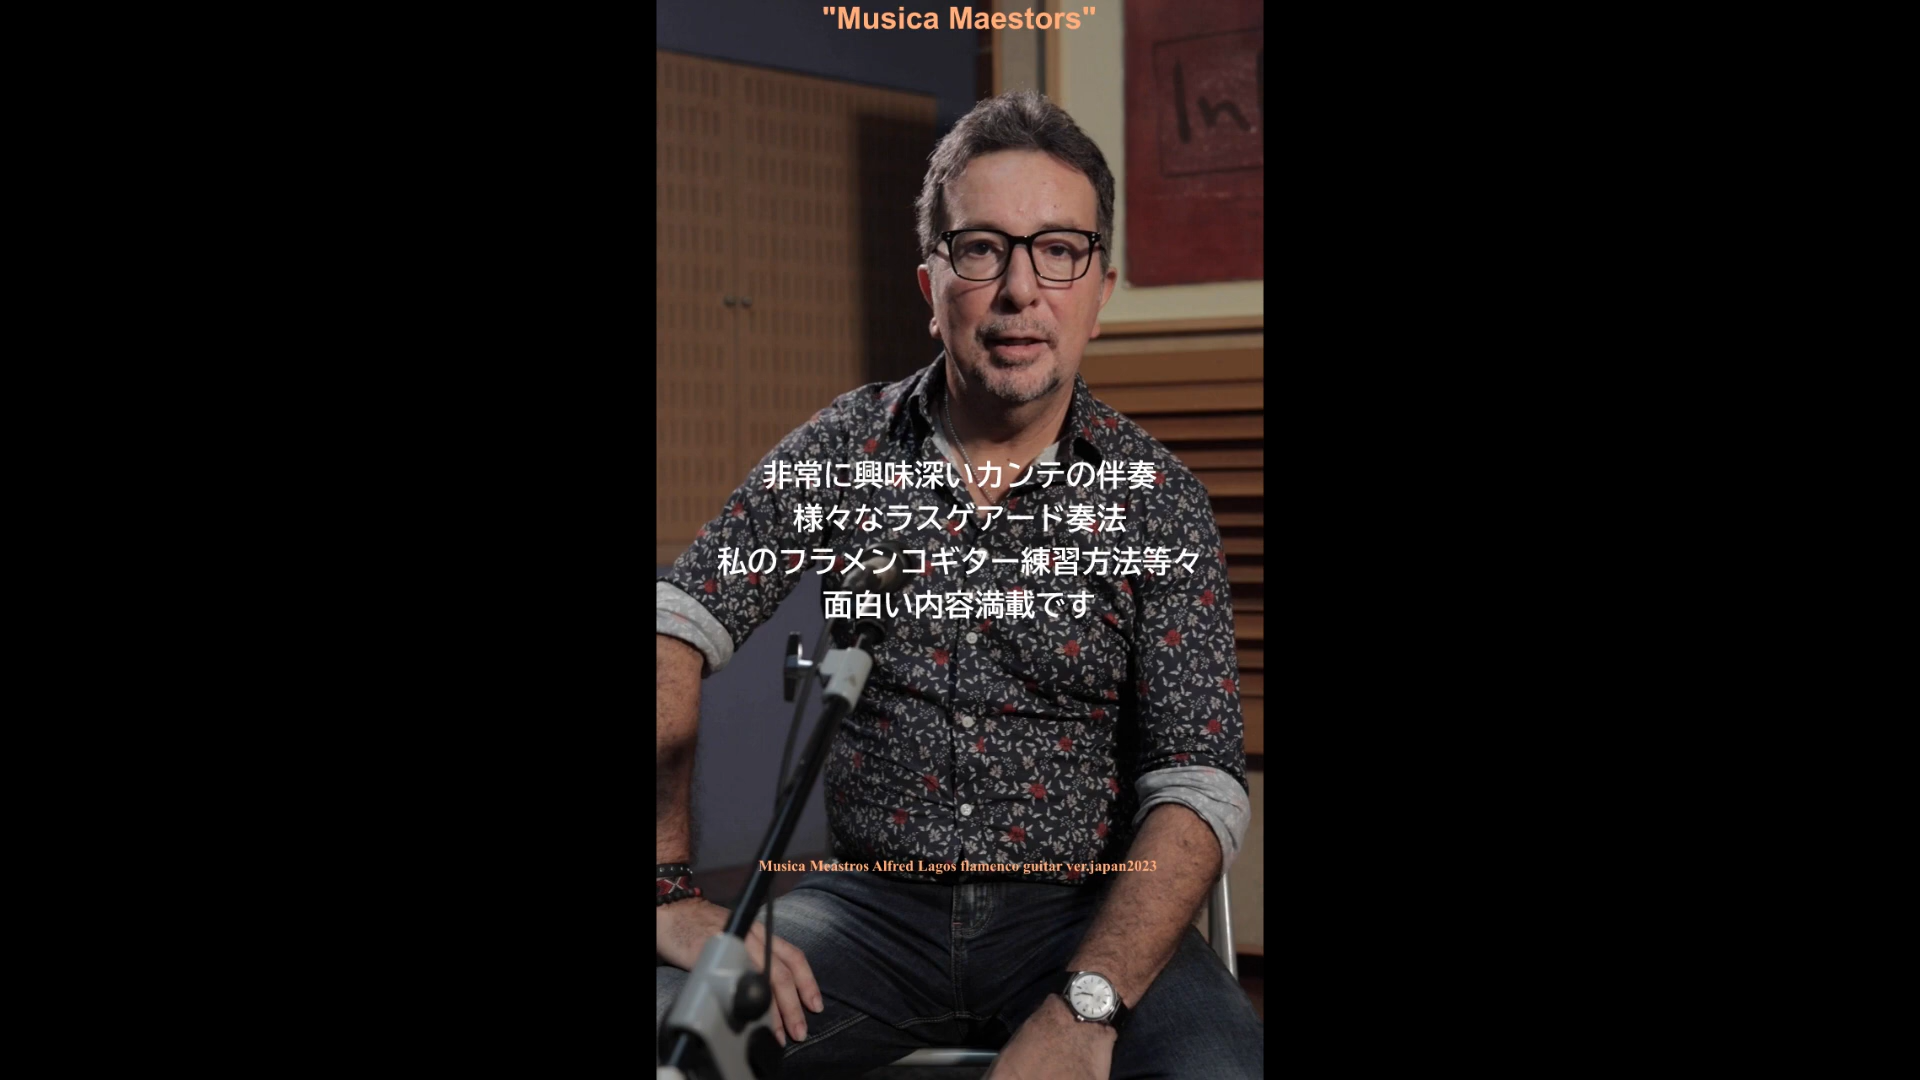 "Musica Maestors"
In
非常に興味深いカンテの伴奏
様々なラスゲアード奏法
私のフラメンコギター練習方法等々
面白い内容満載です
Musica Meastros Alfred Lagos flamenco guitar ver.japan2023